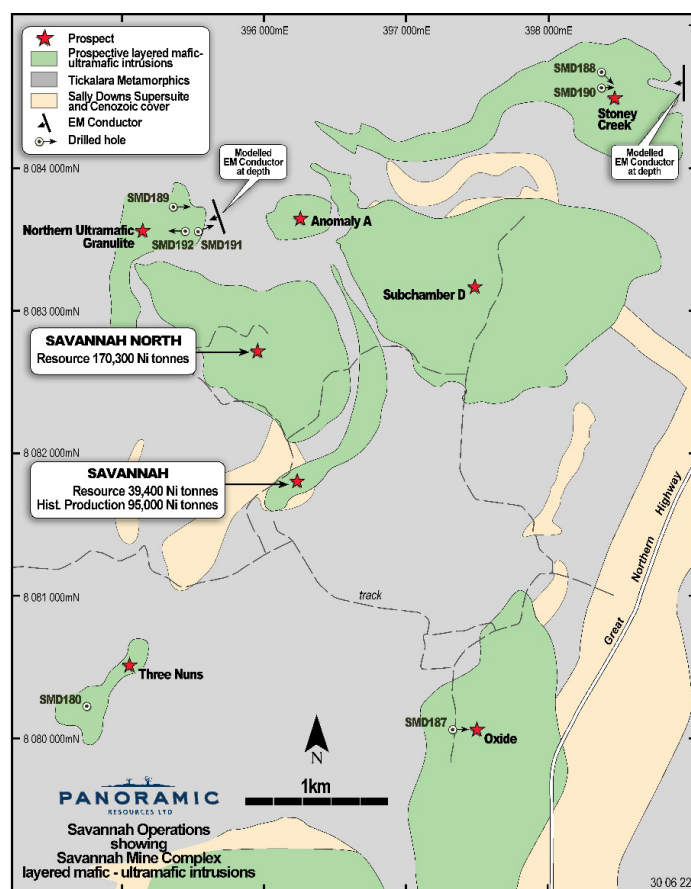 396 000mE
397 000mE
398 000mE
Prospect
Prospective layered mafic-
ultramafic intrusions
Tickalara Metamorphics
Sally Downs Supersuite
and Cenozoic cover
EM Conductor
Drilled hole
SMD188
SMD190
Stoney
Creek
Modelled
EM Conductor
at depth
Modelled
EM Conductor
at depth
8 084 000mN
SMD189
Northern Ultramafic
Granulite
SMD192
SMD191
Anomaly A
Subchamber D
8 083 000mN
SAVANNAH NORTH
Resource 170,300 Ni tonnes
8 082 000mN
SAVANNAH
Resource 39,400 Ni tonnes
Hist. Production 95,000 Ni tonnes
Great Northern Highway
8 081 000mN
track
Three Nuns
SMD180
8 080 000mN
SMD187
Oxide
N
1km
PANORAMIC
RESOURCES LTD
Savannah Operations
showing
Savannah Mine Complex
layered mafic - ultramafic intrusions
30 06 22